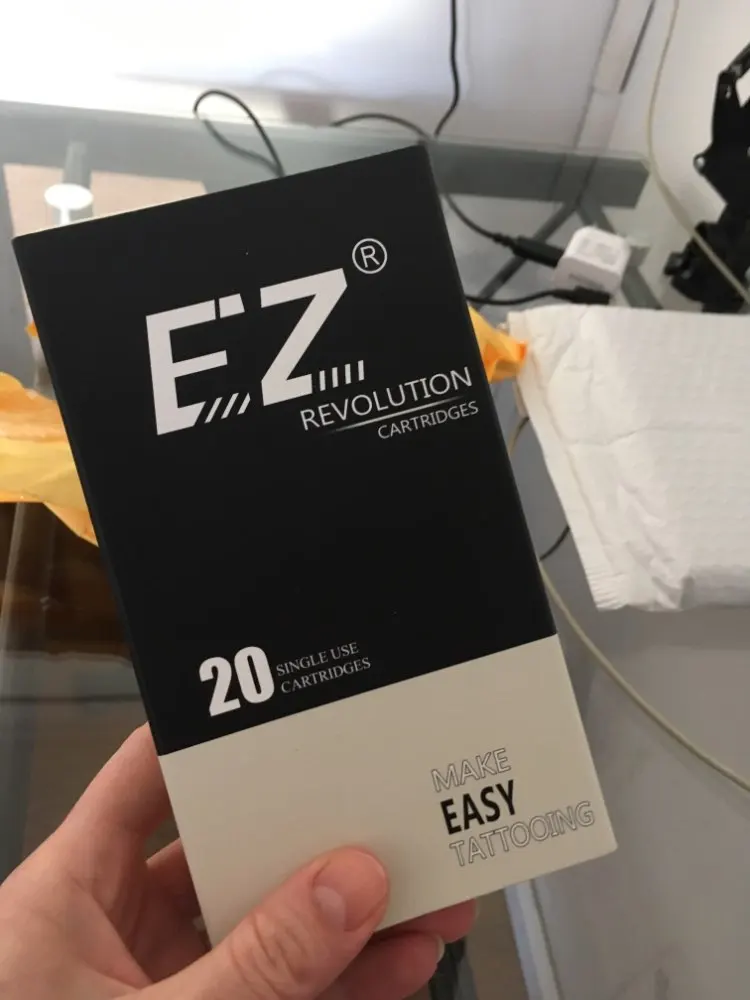 EZ®
REVOLUTION
CARTRIDGES
20 SINGLE USE
CARTRIDGES
MAKE
EASY
TATTOOING